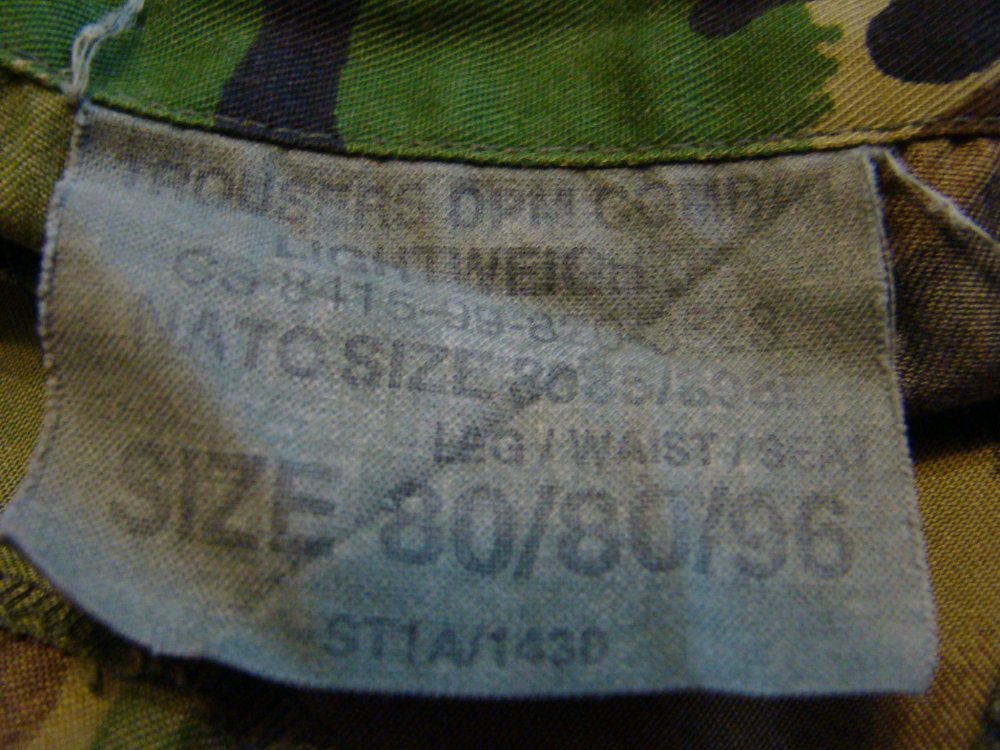 TROUSERS DPM COMBAT
LIGHTWEIGHT
NATO SIZE
LEG / WAIST / SEAT
SIZE 80/80/96
ST1A/1430